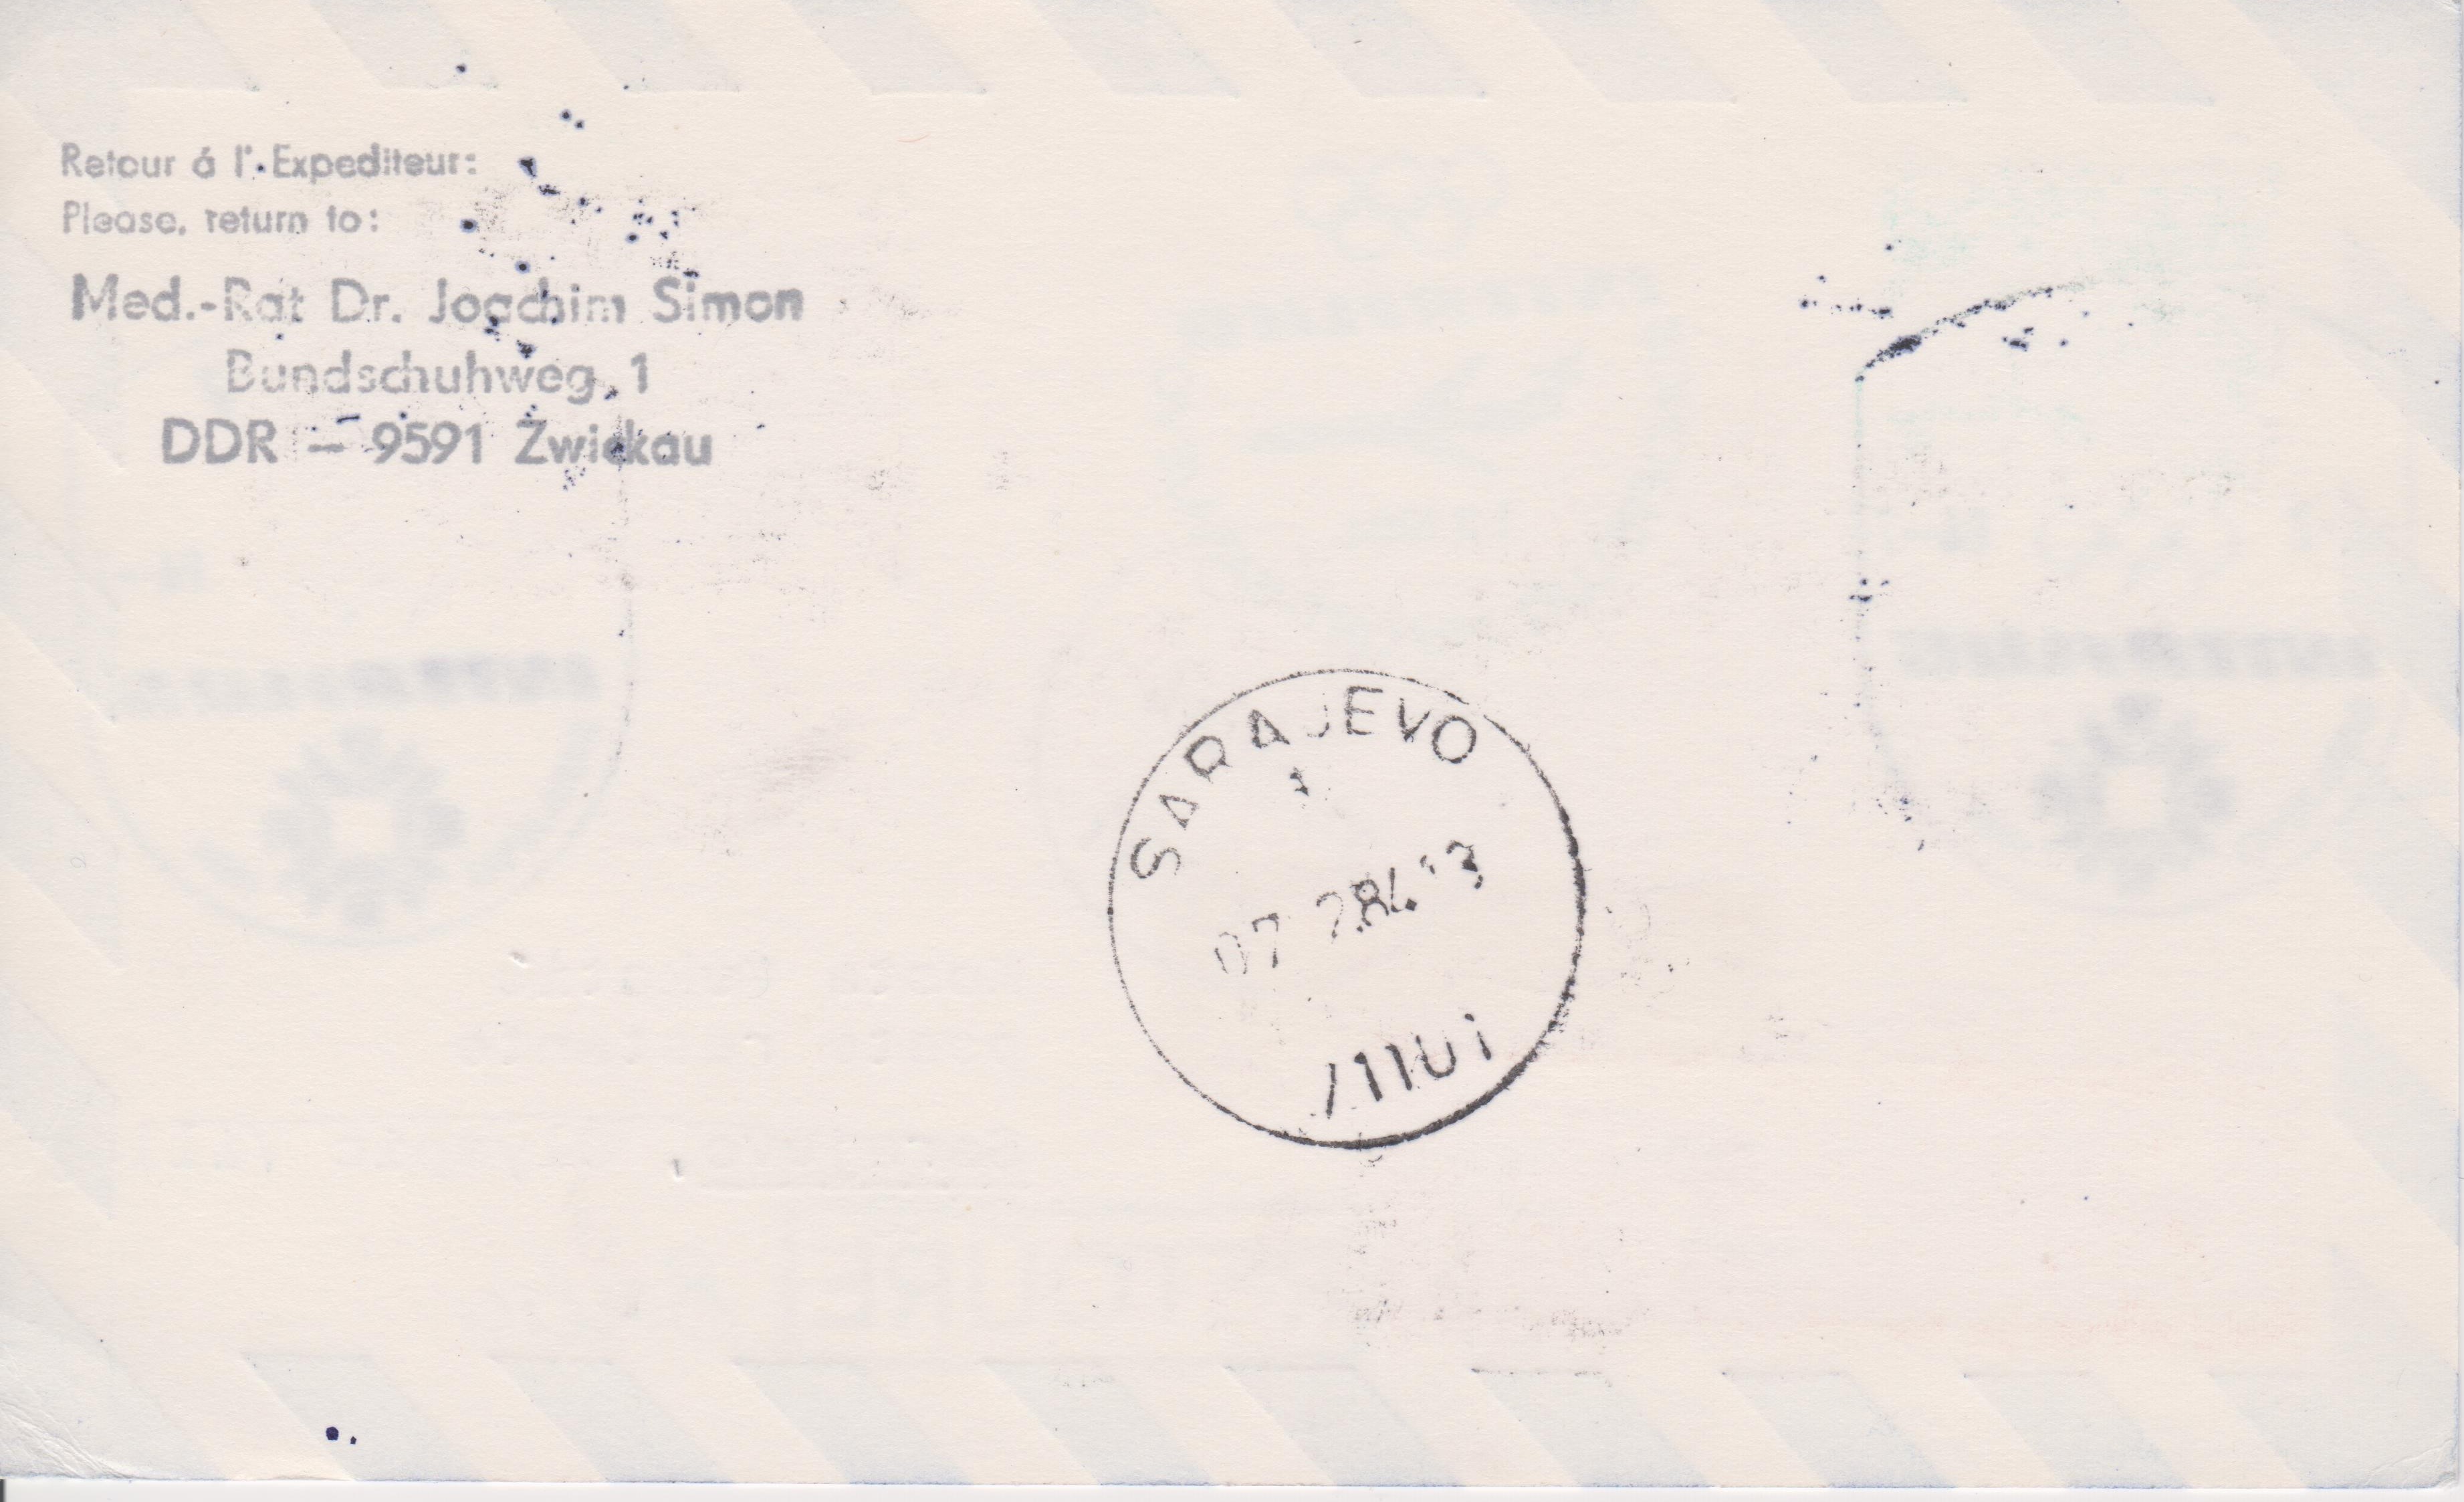 Retour á l'Expediteur:
Please, return to:
Med.-Rat Dr. Joachim Simon
Bundschuhweg 1
DDR – 9591 Zwickau
SARAJEVO
07 2.84